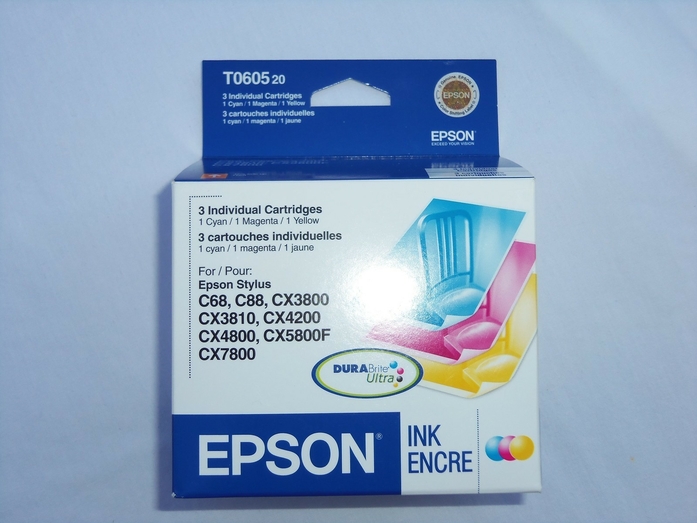 T0605 20
3 Individual Cartridges
1 Cyan / 1 Magenta / 1 Yellow
3 cartouches individuelles
1 cyan / 1 magenta / 1 jaune
Genuine EPSON
EPSON
EPSON
EXCEED YOUR VISION
3 Individual Cartridges
1 Cyan / 1 Magenta / 1 Yellow
3 cartouches individuelles
1 cyan / 1 magenta / 1 jaune
For / Pour:
Epson Stylus
C68, C88, CX3800
CX3810, CX4200
CX4800, CX5800F
CX7800
DURABrite
Ultra
EPSON®
INK
ENCRE